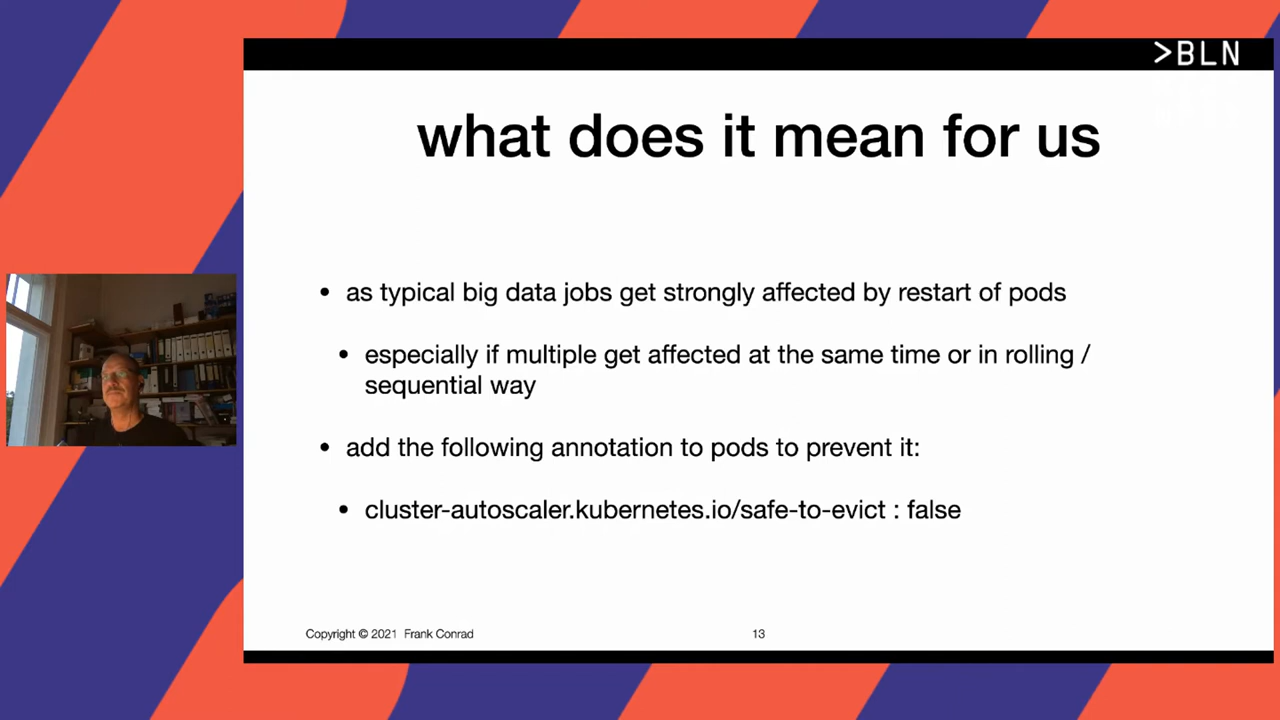 >BLN
what does it mean for us
• as typical big data jobs get strongly affected by restart of pods
• especially if multiple get affected at the same time or in rolling /
sequential way
• add the following annotation to pods to prevent it:
• cluster-autoscaler.kubernetes.io/safe-to-evict : false
Copyright © 2021 Frank Conrad
13